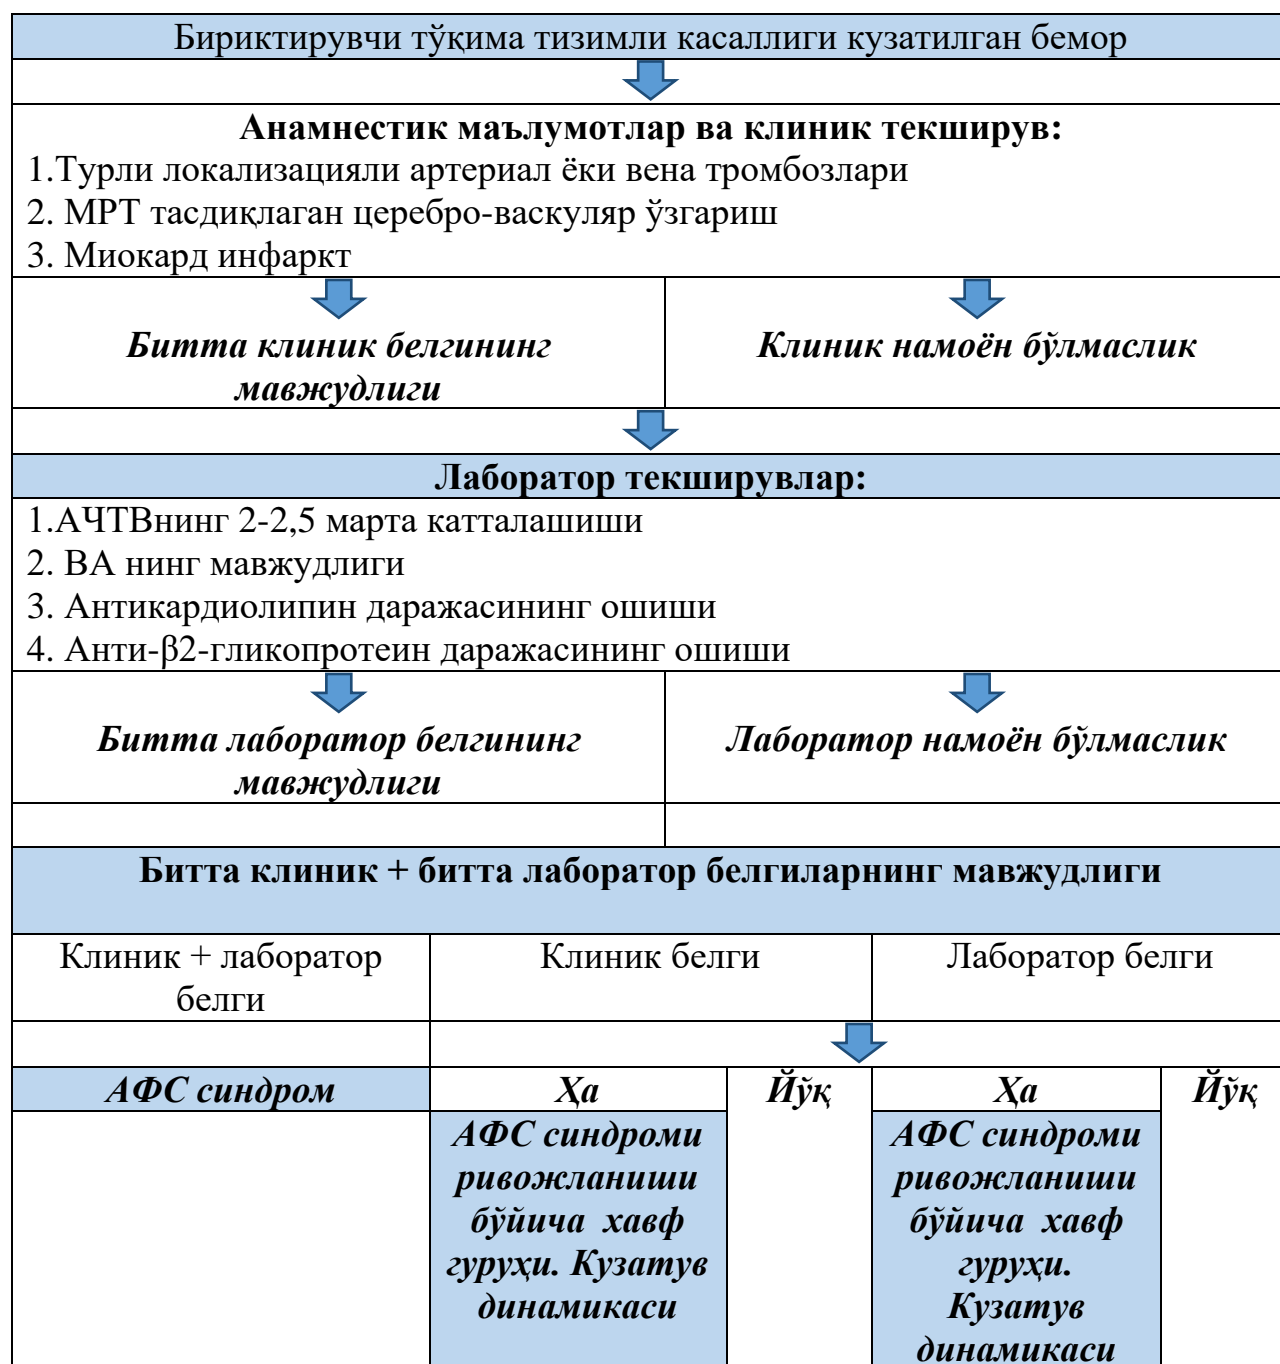 Бириктирувчи тўқима тизимли касаллиги кузатилган бемор
Анамнестик маълумотлар ва клиник текширув:
1.Турли локализацияли артериал ёки вена тромбозлари
2. МРТ тасдиқлаган церебро-васкуляр ўзгариш
3. Миокард инфаркт
Битта клиник белгининг
мавжудлиги
Клиник намоён бўлмаслик
Лаборатор текширувлар:
1.АЧТВнинг 2-2,5 марта катталашиши
2. ВА нинг мавжудлиги
3. Антикардиолипин даражасининг ошиши
4. Анти-β2-гликопротеин даражасининг ошиши
Битта лаборатор белгининг
мавжудлиги
Лаборатор намоён бўлмаслик
Битта клиник + битта лаборатор белгиларнинг мавжудлиги
Клиник + лаборатор
белги
Клиник белги
Лаборатор белги
АФС синдром
Ҳа
Йўқ
Ҳа
Йўқ
АФС синдроми
ривожланиши
бўйича хавф
гуруҳи. Кузатув
динамикаси
АФС синдроми
ривожланиши
бўйича хавф
гуруҳи.
Кузатув
динамикаси